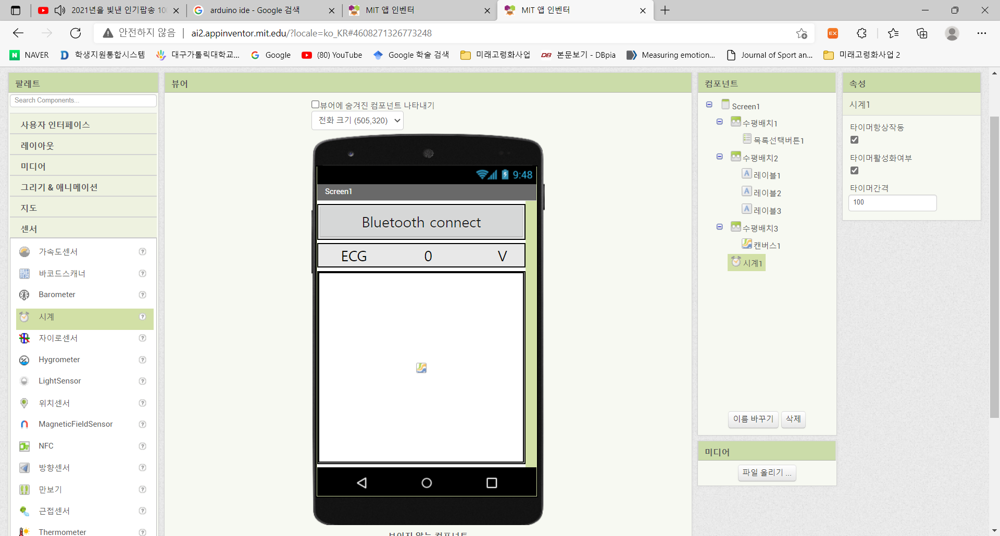 2021년을 빛낸 인기팝송 10
arduino ide - Google 검색
MIT 앱 인벤터
MIT 앱 인벤터
안전하지 않음 ai2.appinventor.mit.edu/?locale=ko_KR#4608271326773248
EX
NAVER
학생지원통합시스템
대구가톨릭대학교...
Google
(80) YouTube
Google 학술 검색
미래고령화사업
본문보기 - DBpia
Measuring emotion...
Journal of Sport an...
미래고령화사업 2
팔레트
Search Components...
사용자 인터페이스
레이아웃
미디어
그리기 & 애니메이션
지도
센서
가속도센서
바코드스캐너
Barometer
시계
자이로센서
Hygrometer
LightSensor
위치센서
MagneticFieldSensor
NFC
방향센서
만보기
근접센서
Thermometer
뷰어
뷰어에 숨겨진 컴포넌트 나타내기
전화 크기 (505,320)
9:48
Screen1
Bluetooth connect
ECG 0 V
보이지 않는 컴포넌트
컴포넌트
Screen1
수평배치1
목록선택버튼1
수평배치2
레이블1
레이블2
레이블3
수평배치3
캔버스1
시계1
이름 바꾸기 삭제
미디어
파일 올리기 ...
속성
시계1
타이머항상작동
타이머활성화여부
타이머간격
100